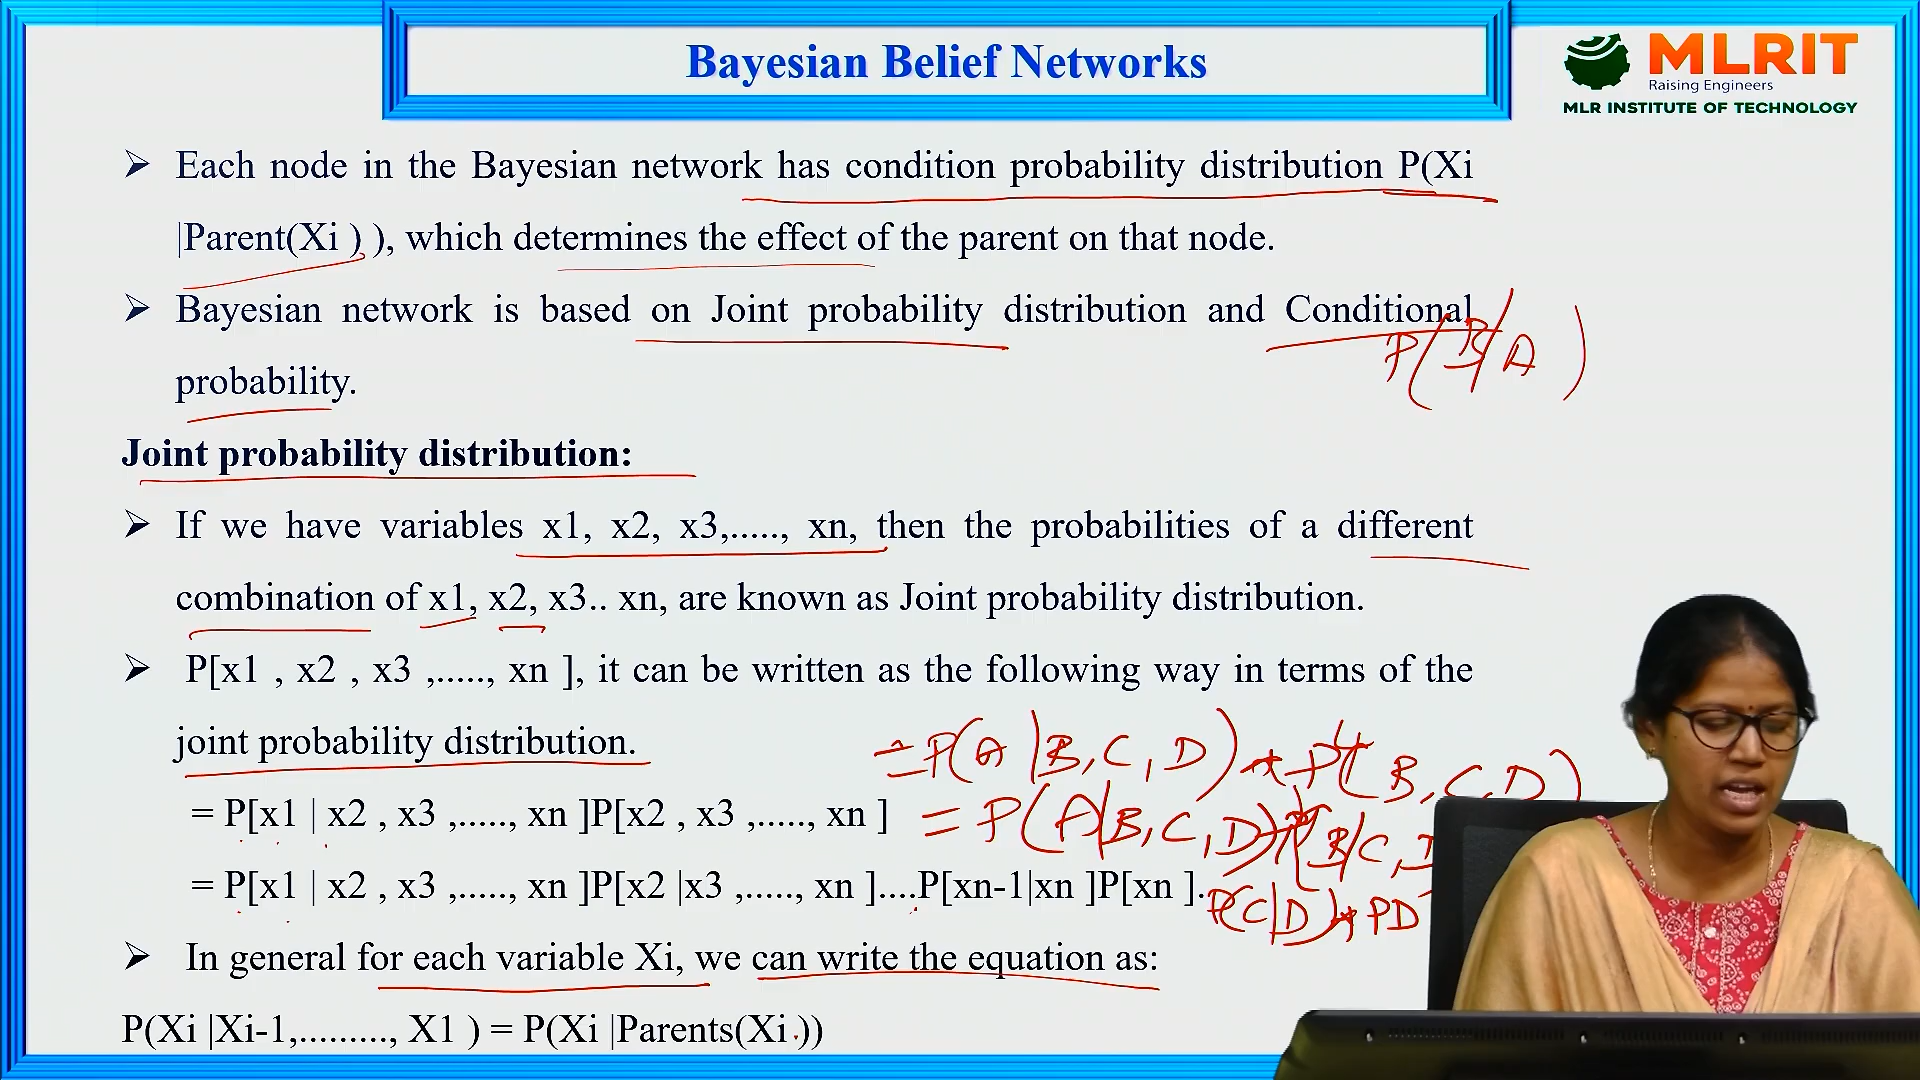 Bayesian Belief Networks
MLRIT
Raising Engineers
MLR INSTITUTE OF TECHNOLOGY
➢ Each node in the Bayesian network has condition probability distribution P(Xi
|Parent(Xi ) ), which determines the effect of the parent on that node.
➢ Bayesian network is based on Joint probability distribution and Conditional
P(B/A)
probability.
Joint probability distribution:
➢ If we have variables x1, x2, x3,....., xn, then the probabilities of a different
combination of x1, x2, x3.. xn, are known as Joint probability distribution.
➢ P[x1 , x2 , x3 ,....., xn ], it can be written as the following way in terms of the
joint probability distribution.
= P(A|B,C,D) * P(B,C,D)
= P[x1 | x2 , x3 ,....., xn ]P[x2 , x3 ,....., xn ]
= P(A|B,C,D)*P(B/C,
= P[x1 | x2 , x3 ,....., xn ]P[x2 |x3 ,....., xn ]....P[xn-1|xn ]P[xn ].
P(C|D)*PD
➢ In general for each variable Xi, we can write the equation as:
P(Xi |Xi-1,........., X1 ) = P(Xi |Parents(Xi ))